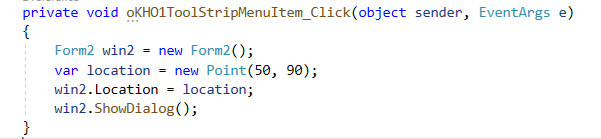 private void oKHO1ToolStripMenuItem_Click(object sender, EventArgs e)
{
    Form2 win2 = new Form2();
    var location = new Point(50, 90);
    win2.Location = location;
    win2.ShowDialog();
}